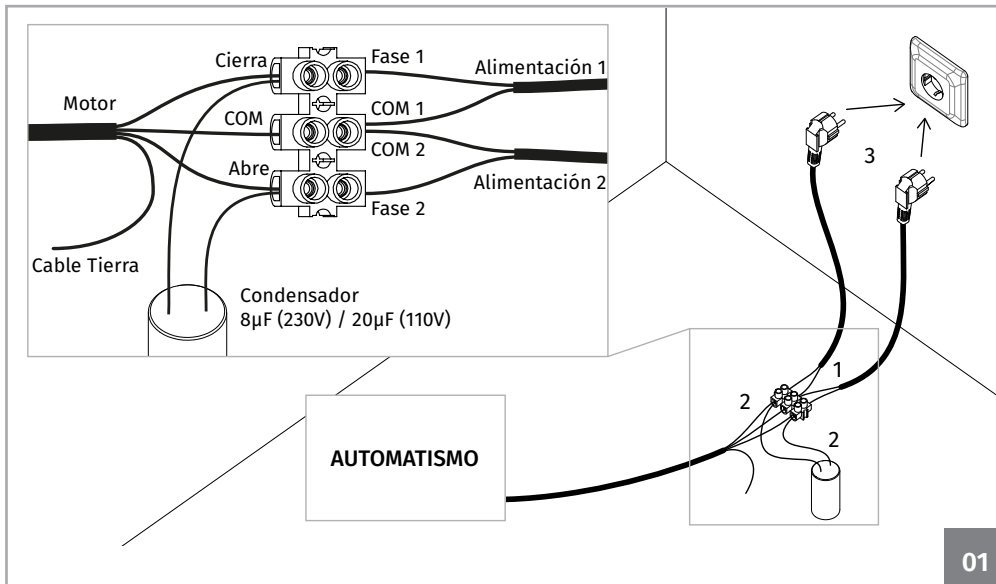 Cierra
Fase 1
Alimentación 1
Motor
COM
COM 1
COM 2
Abre
Alimentación 2
Fase 2
Cable Tierra
Condensador
8µF (230V) / 20µF (110V)
3
1
2
2
AUTOMATISMO
01